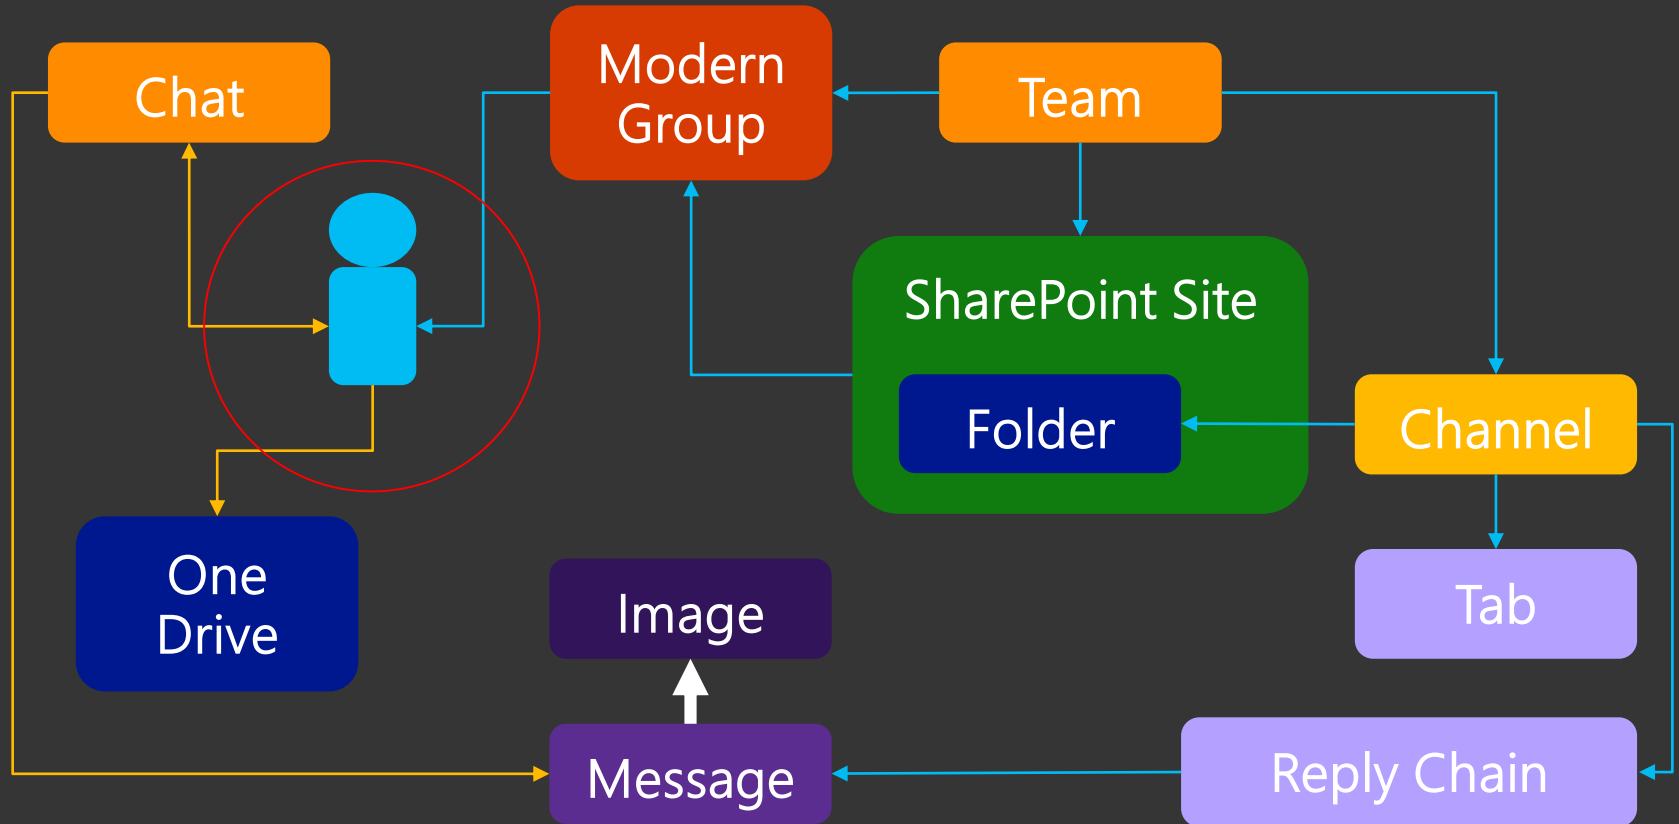 Chat
Modern
Group
Team
SharePoint Site
Folder
Channel
One
Drive
Image
Tab
Message
Reply Chain